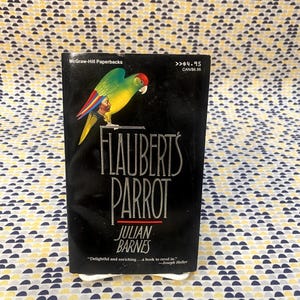 McGraw-Hill Paperbacks
>>$4.95
CAN$6.95
FLAUBERT'S
PARROT
JULIAN
BARNES
"Delightful and enriching...a book to revel in."
—Joseph Heller